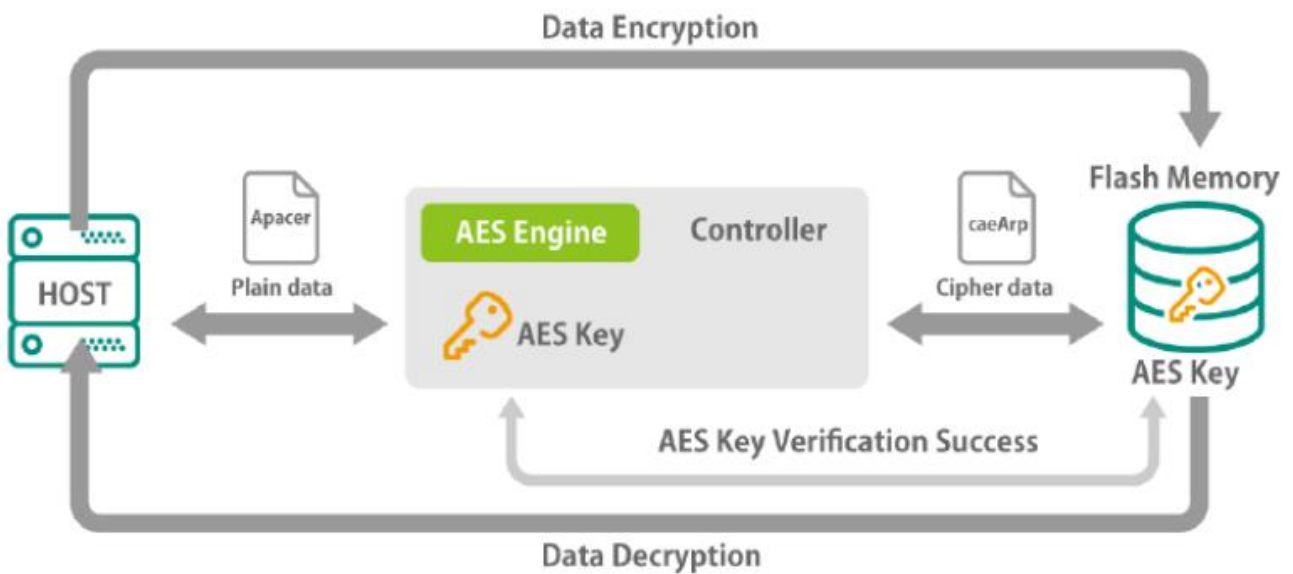 Data Encryption
Flash Memory
Apacer
AES Engine
Controller
caeArp
HOST
Plain data
Cipher data
AES Key
AES Key
AES Key Verification Success
Data Decryption